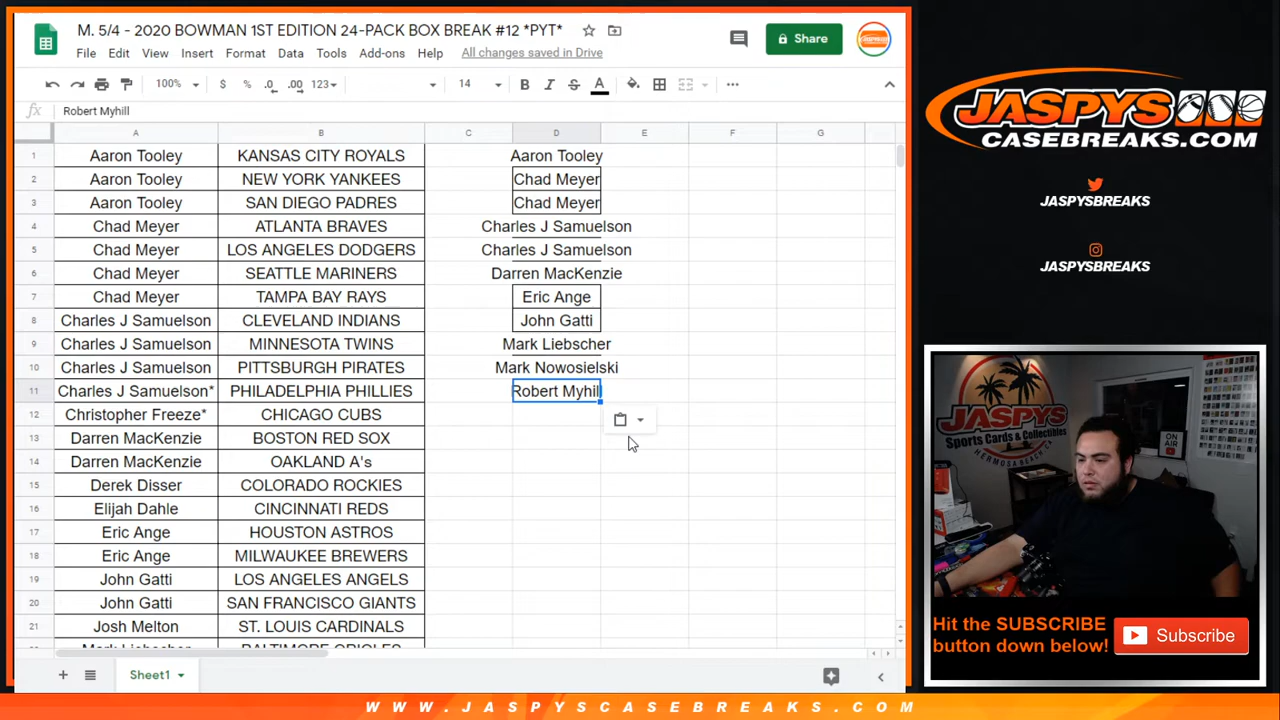 M. 5/4 - 2020 BOWMAN 1ST EDITION 24-PACK BOX BREAK #12 *PYT*
Share
File Edit View Insert Format Data Tools Add-ons Help All changes saved in Drive
100% $ % .0 .00 123 14 B I S A
fx Robert Myhill
A B C D E F G
1 Aaron Tooley KANSAS CITY ROYALS Aaron Tooley
2 Aaron Tooley NEW YORK YANKEES Chad Meyer
3 Aaron Tooley SAN DIEGO PADRES Chad Meyer
4 Chad Meyer ATLANTA BRAVES Charles J Samuelson
5 Chad Meyer LOS ANGELES DODGERS Charles J Samuelson
6 Chad Meyer SEATTLE MARINERS Darren MacKenzie
7 Chad Meyer TAMPA BAY RAYS Eric Ange
8 Charles J Samuelson CLEVELAND INDIANS John Gatti
9 Charles J Samuelson MINNESOTA TWINS Mark Liebscher
10 Charles J Samuelson PITTSBURGH PIRATES Mark Nowosielski
11 Charles J Samuelson* PHILADELPHIA PHILLIES Robert Myhill
12 Christopher Freeze* CHICAGO CUBS
13 Darren MacKenzie BOSTON RED SOX
14 Darren MacKenzie OAKLAND A's
15 Derek Disser COLORADO ROCKIES
16 Elijah Dahle CINCINNATI REDS
17 Eric Ange HOUSTON ASTROS
18 Eric Ange MILWAUKEE BREWERS
19 John Gatti LOS ANGELES ANGELS
20 John Gatti SAN FRANCISCO GIANTS
21 Josh Melton ST. LOUIS CARDINALS
Mark Liebscher BALTIMORE ORIOLES
Sheet1
JASPYS
CASEBREAKS.COM
JASPYSBREAKS
JASPYSBREAKS
JASPYS
Sports Cards & Collectibles
HERMOSA BEACH CA
ON AIR
Hit the SUBSCRIBE
button down below!
Subscribe
WWW.JASPYSCASEBREAKS.COM